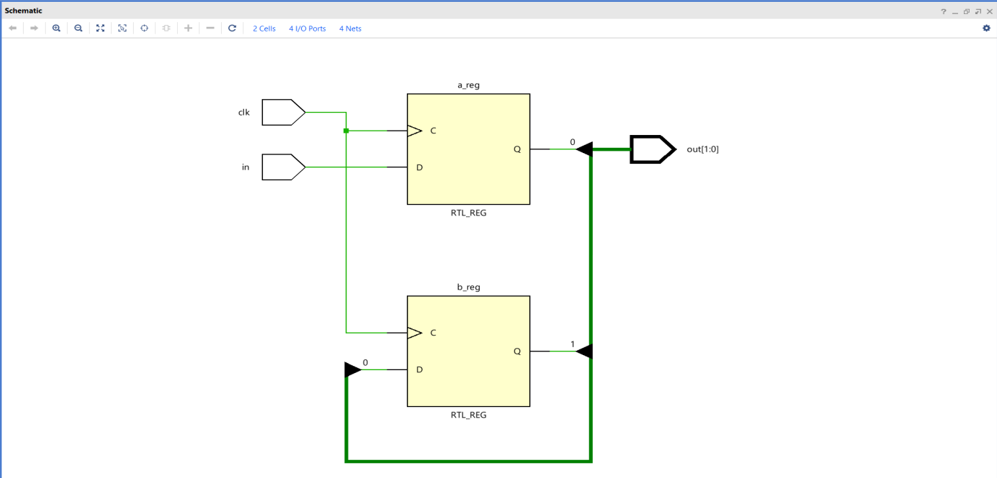 Schematic
2 Cells 4 I/O Ports 4 Nets
a_reg
clk
C
0
Q
out[1:0]
in
D
RTL_REG
b_reg
C
1
Q
0
D
RTL_REG